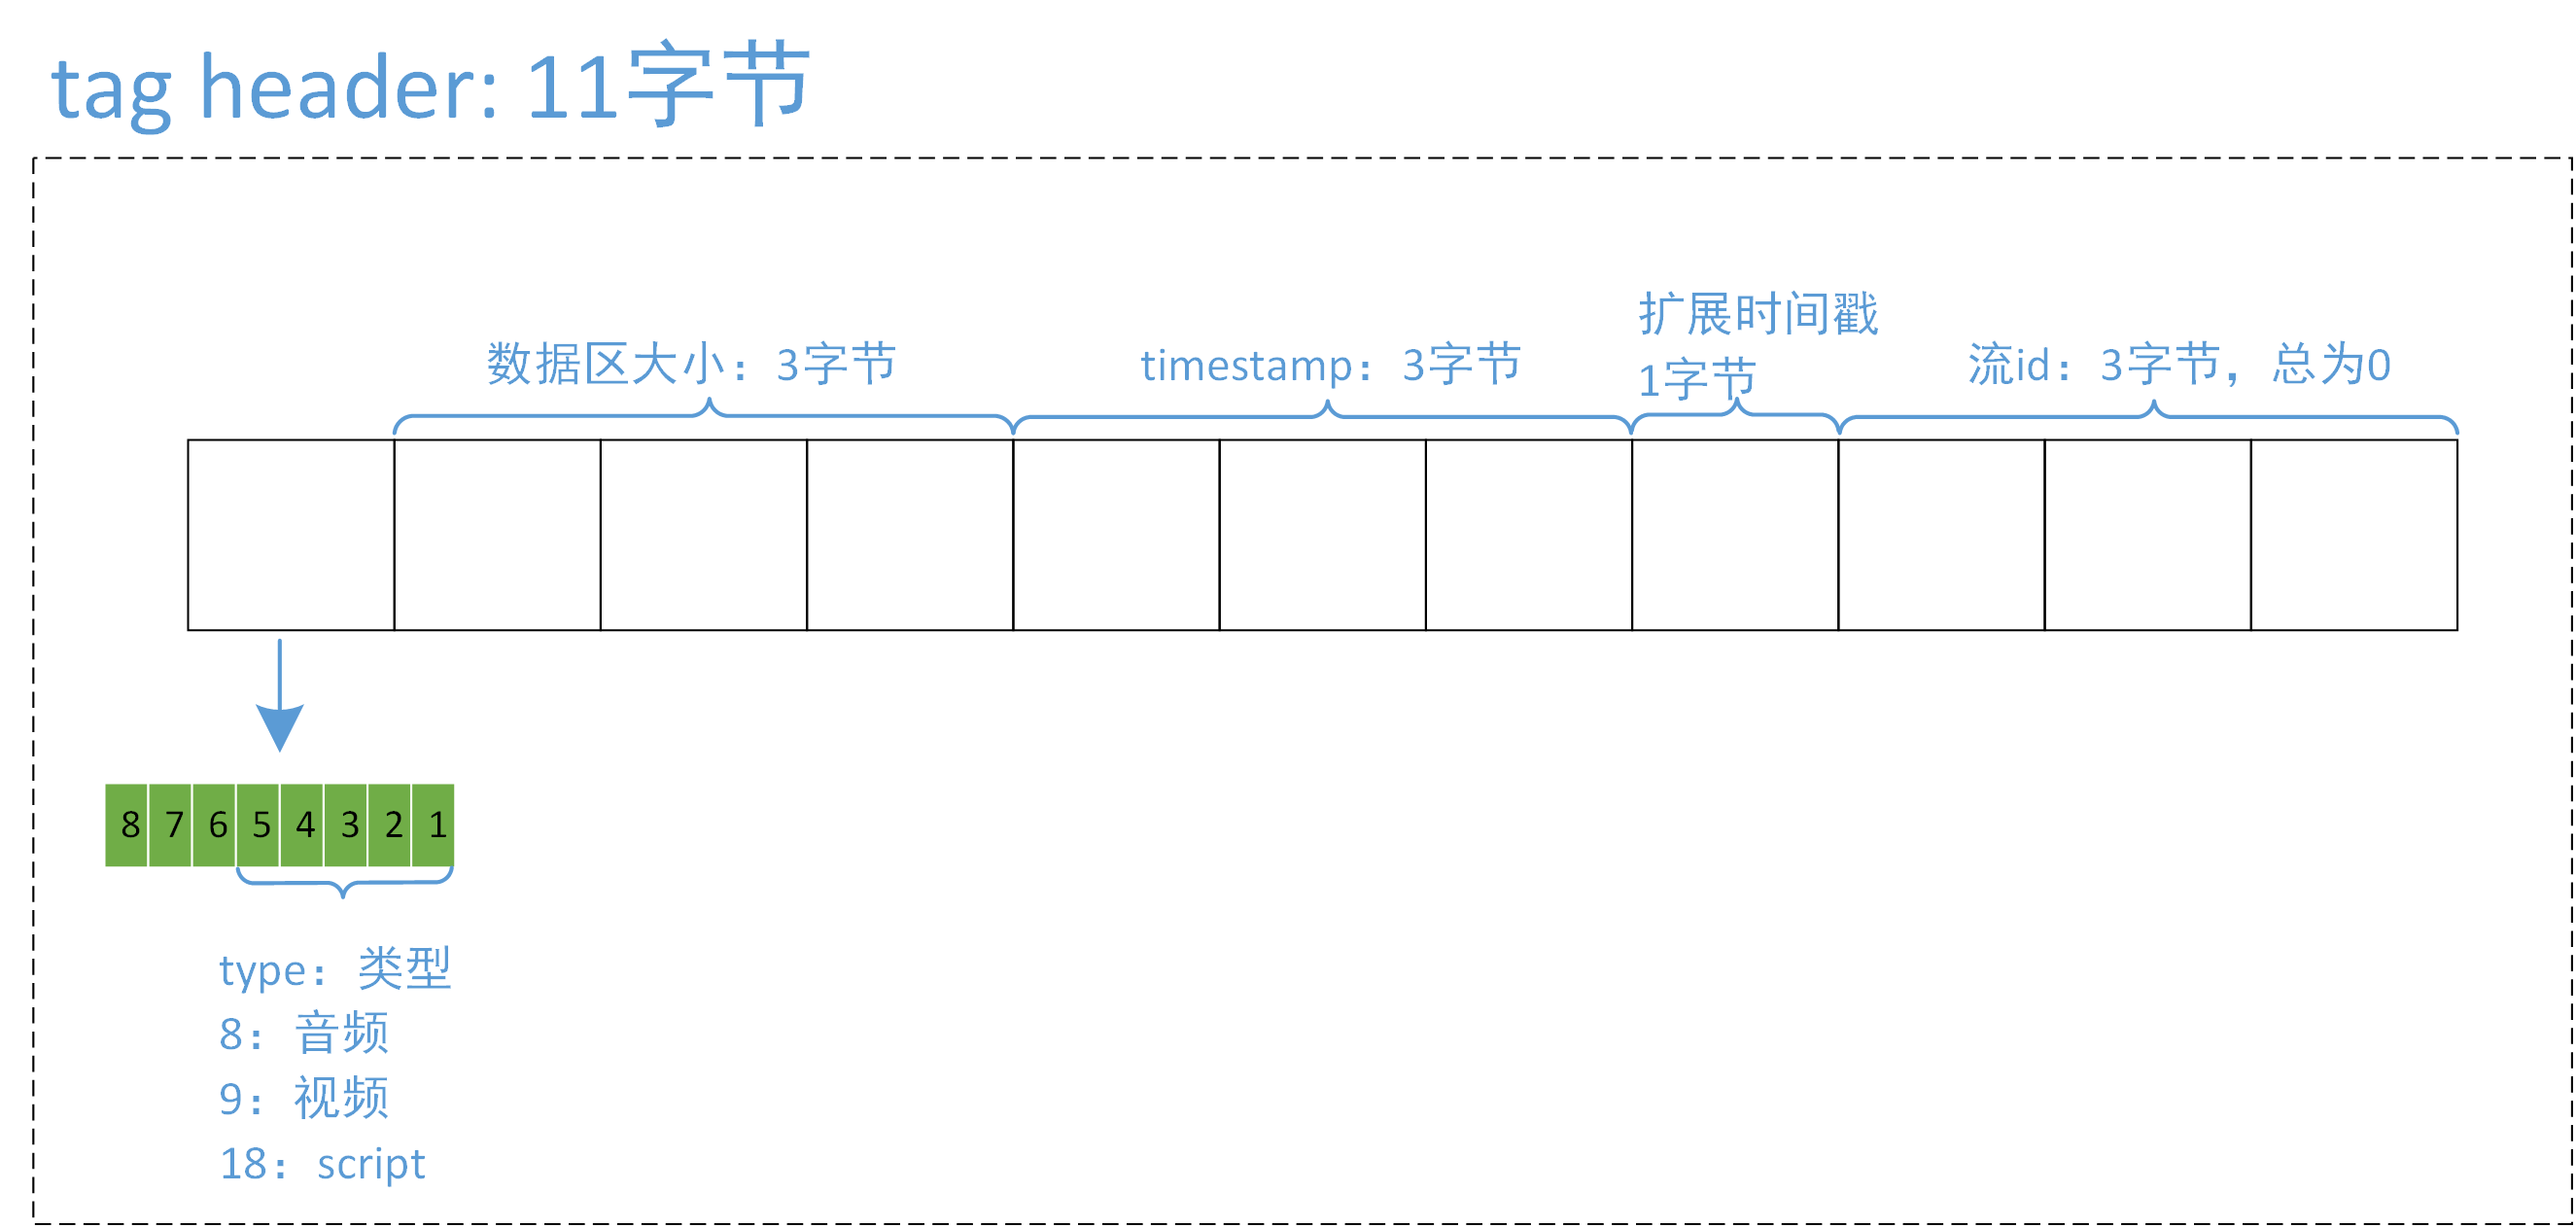 tag header: 11字节
扩展时间戳
数据区大小：3字节
timestamp：3字节
1字节
流id：3字节，总为0
8 7 6 5 4 3 2 1
type：类型
8：音频
9：视频
18：script